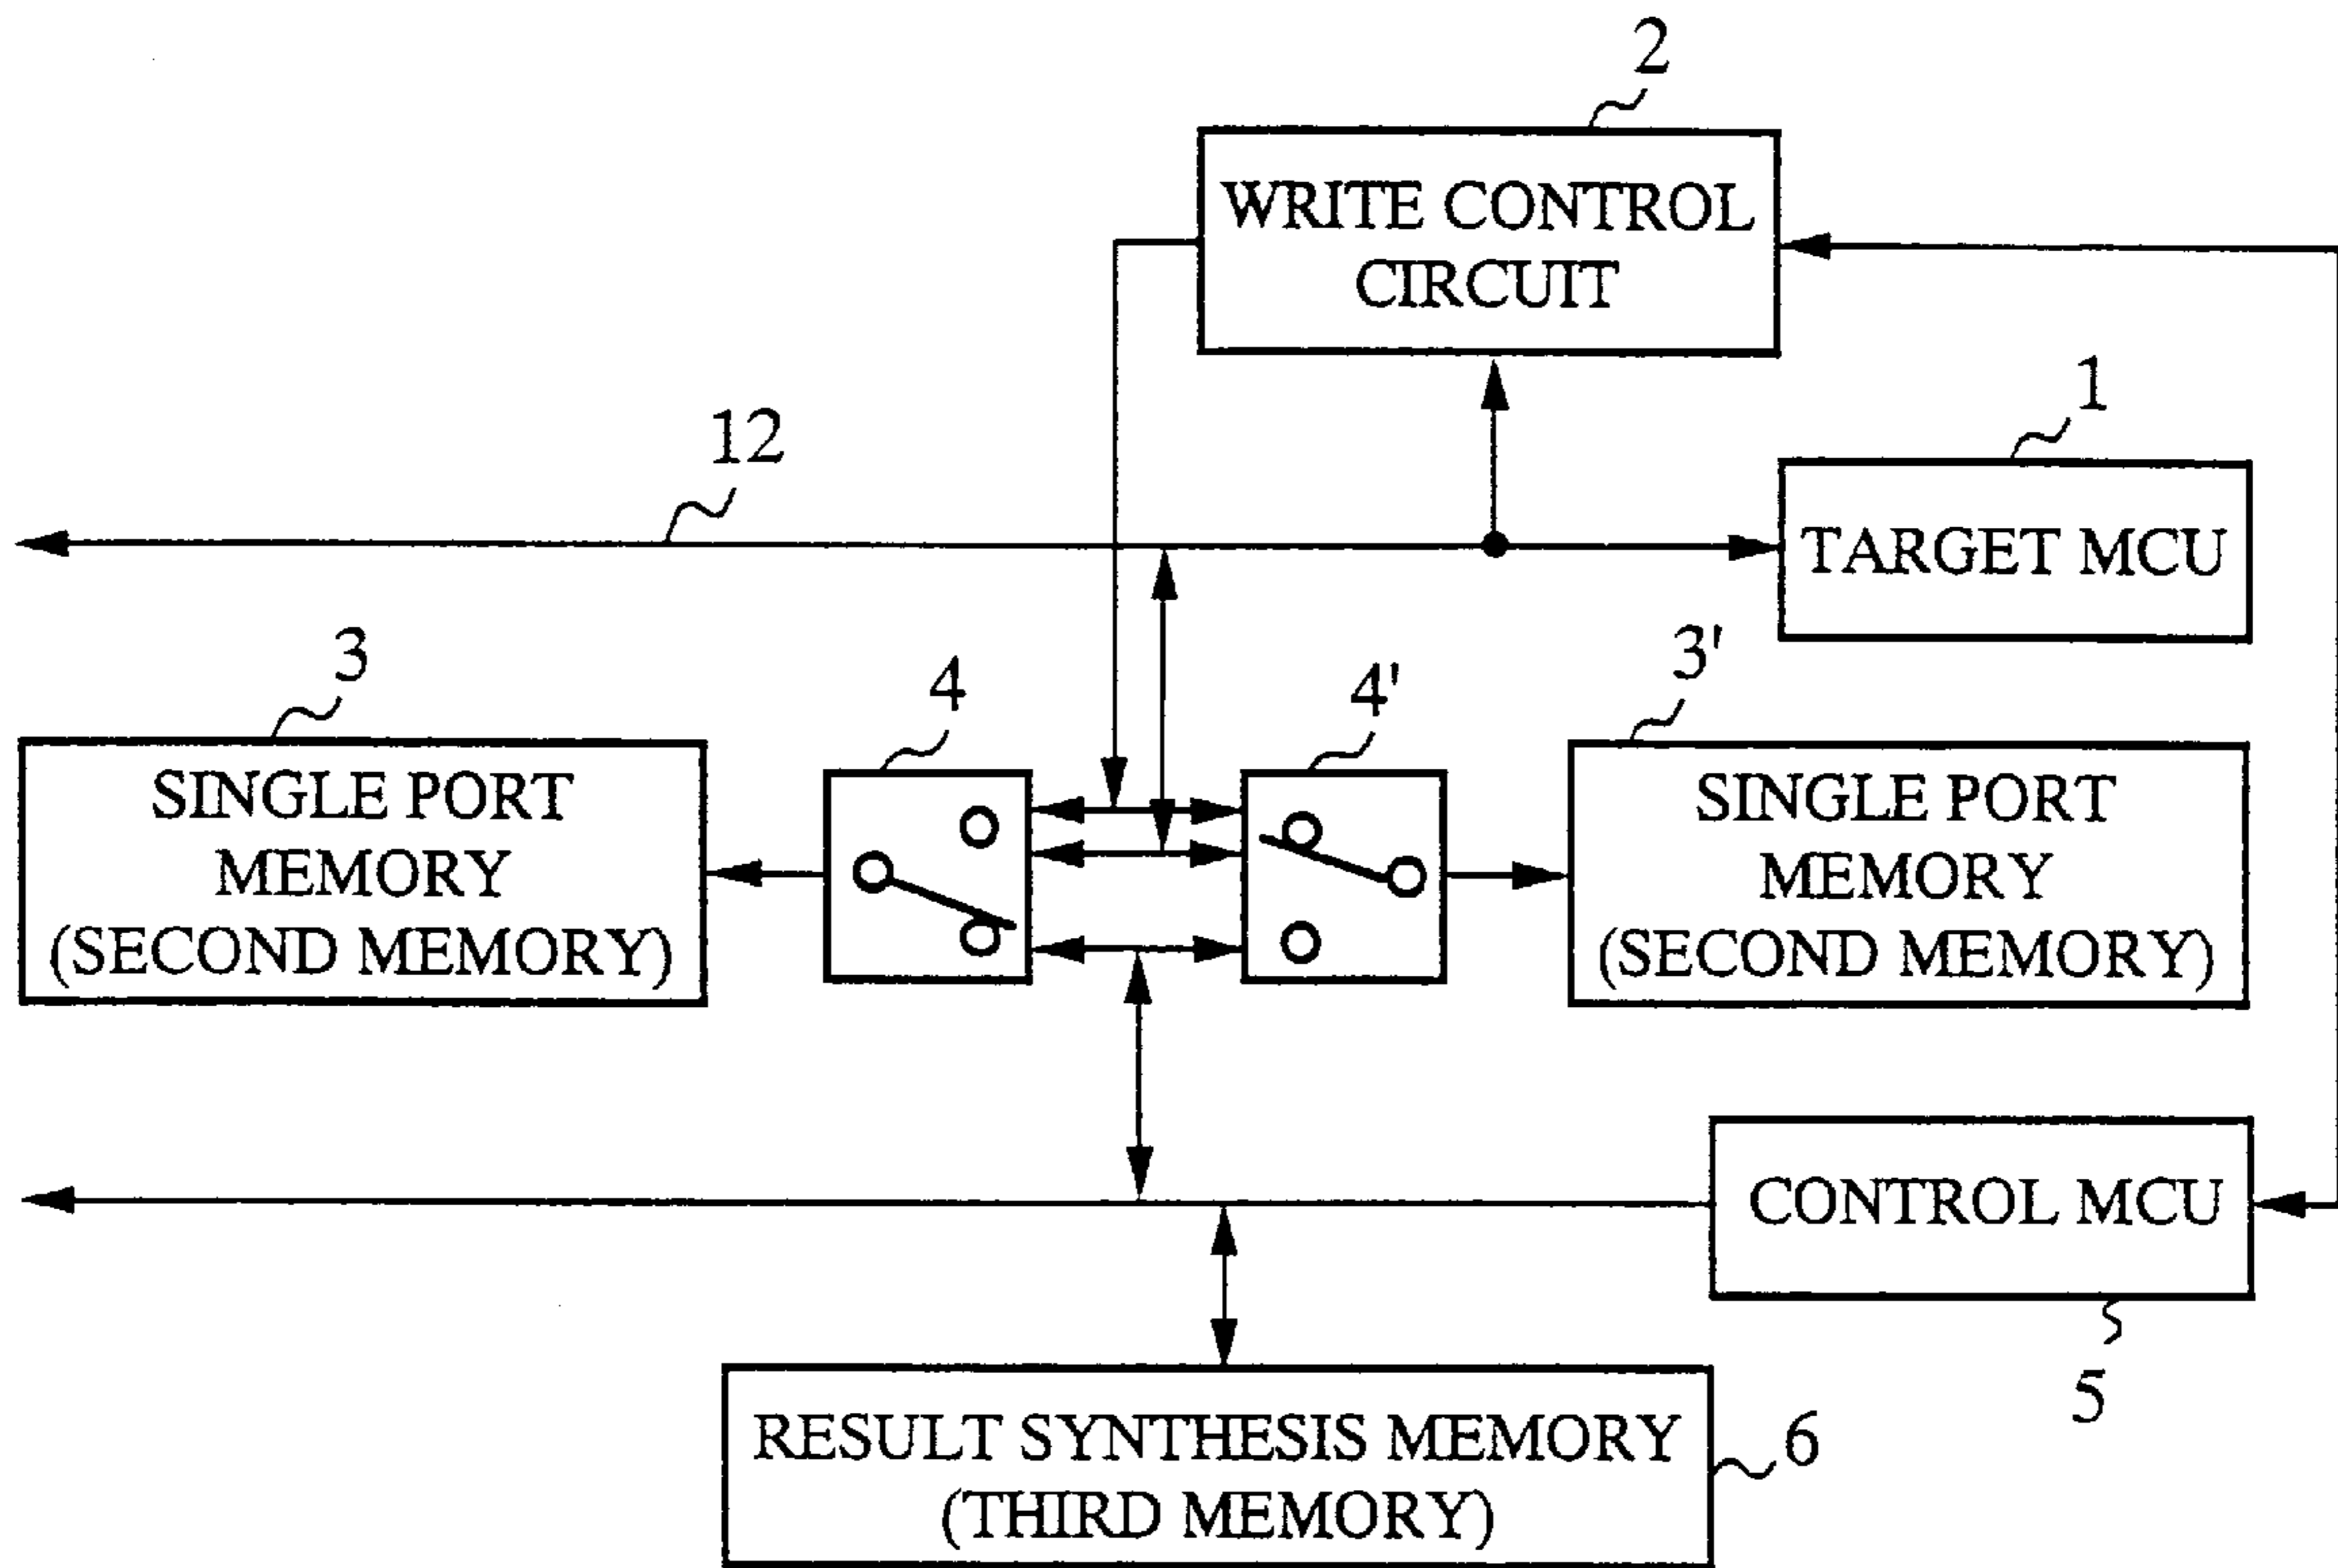 2
WRITE CONTROL
CIRCUIT
1
12
TARGET MCU
3
4
4'
3'
SINGLE PORT
MEMORY
(SECOND MEMORY)
SINGLE PORT
MEMORY
(SECOND MEMORY)
CONTROL MCU
5
RESULT SYNTHESIS MEMORY
(THIRD MEMORY)
6